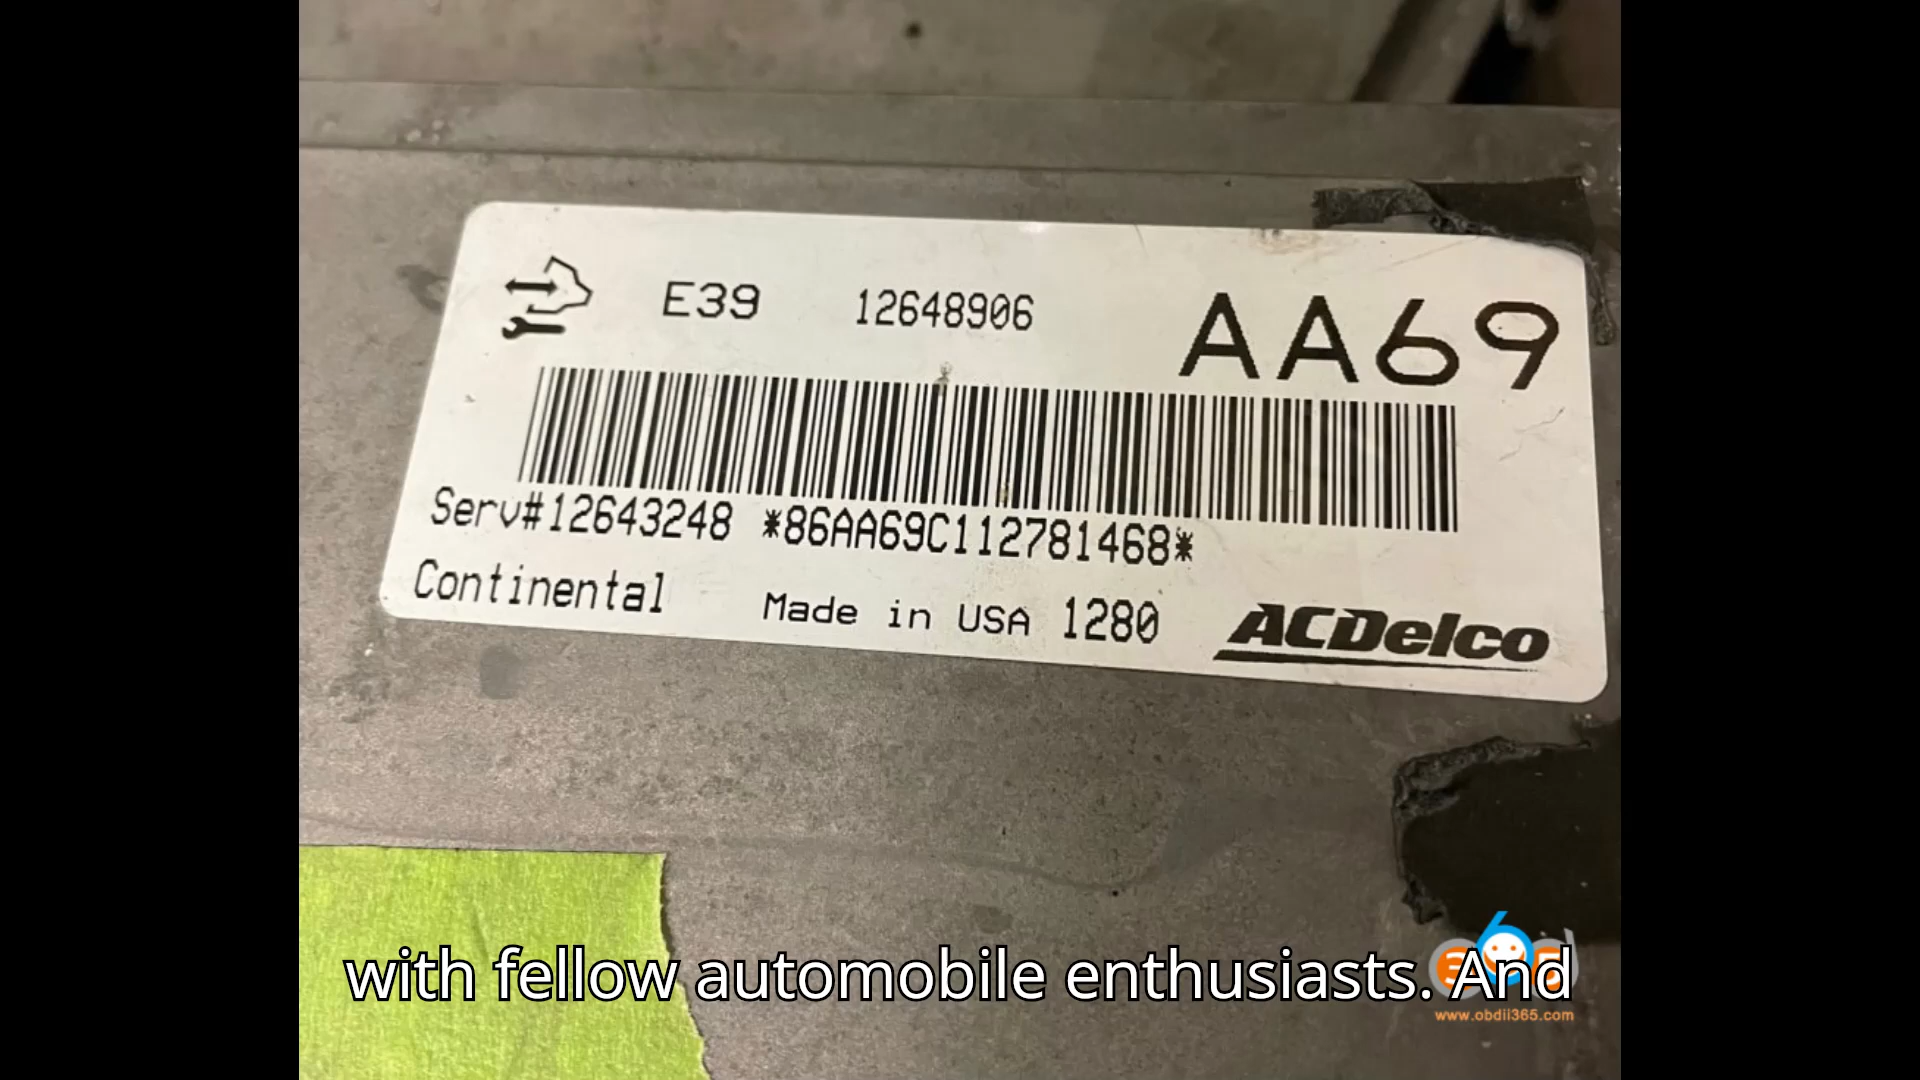 E39 12648906 AA69
Serv#12643248 *86AA69C112781468*
Continental Made in USA 1280 ACDelco
with fellow automobile enthusiasts. And
www.obdii365.com